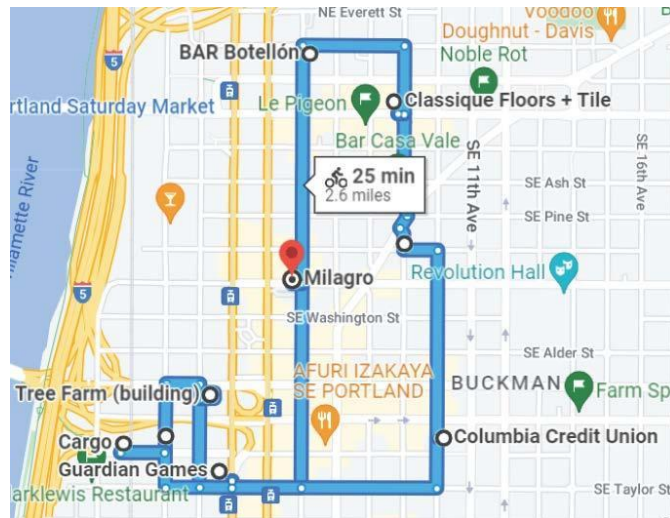 NE Everett St
Voodoo
Doughnut - Davis
BAR Botellón
Noble Rot
5
Le Pigeon
Classique Floors + Tile
rtland Saturday Market
Bar Casa Vale
25 min
2.6 miles
SE Ash St
SE 11th Ave
SE 16th Ave
SE Pine St
Milagro
Revolution Hall
5
SE Washington St
SE Alder St
AFURI IZAKAYA
SE PORTLAND
BUCKMAN
Farm Sp
Tree Farm (building)
Cargo
Columbia Credit Union
Guardian Games
arklewis Restaurant
SE Taylor St